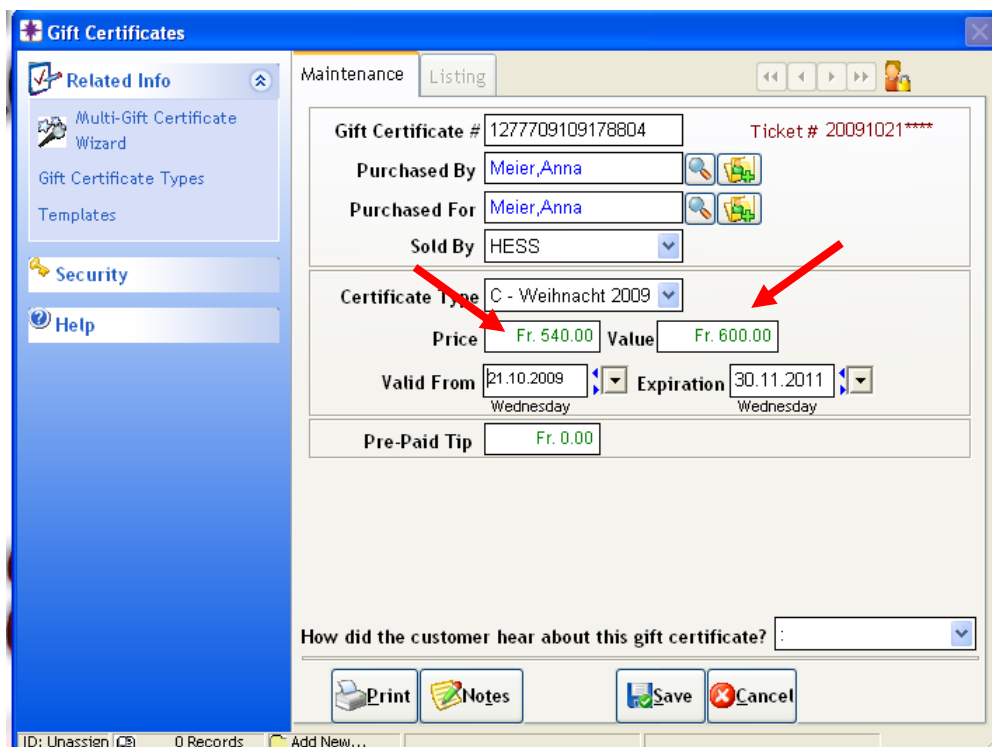 Gift Certificates
Related Info
Multi-Gift Certificate
Wizard
Gift Certificate Types
Templates
Security
Help
Maintenance Listing
Gift Certificate # 1277709109178804 Ticket # 20091021****
Purchased By Meier,Anna
Purchased For Meier,Anna
Sold By HESS
Certificate Type C - Weihnacht 2009
Price Fr. 540.00 Value Fr. 600.00
Valid From 21.10.2009 Expiration 30.11.2011
Wednesday Wednesday
Pre-Paid Tip Fr. 0.00
How did the customer hear about this gift certificate? :
Print Notes Save Cancel
ID: Unassign 0 Records Add New...